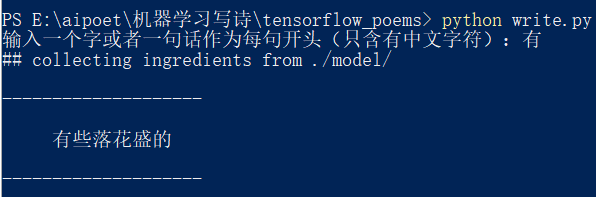 PS E:\aipoet\机器学习写诗\tensorflow_poems> python write.py
输入一个字或者一句话作为每句开头（只含有中文字符）：有
## collecting ingredients from ./model/
--------------------
有些落花盛的
--------------------